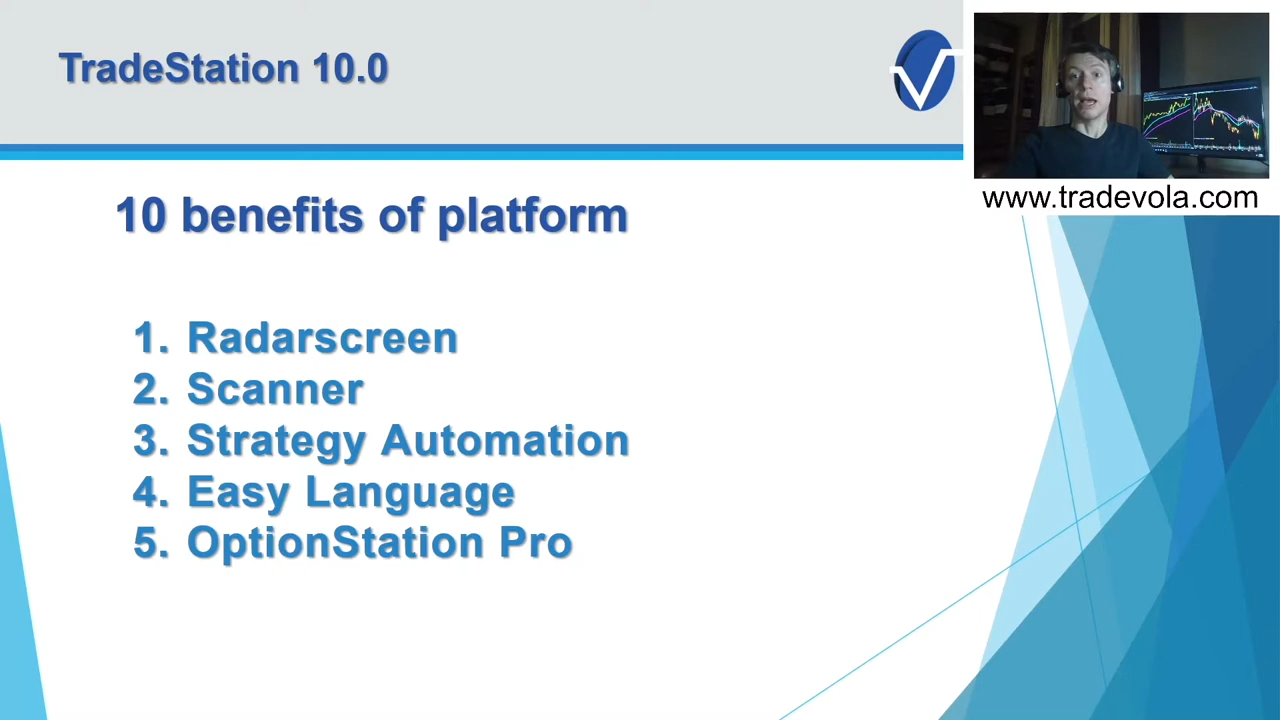 TradeStation 10.0
www.tradevola.com
10 benefits of platform
1. Radarscreen
2. Scanner
3. Strategy Automation
4. Easy Language
5. OptionStation Pro